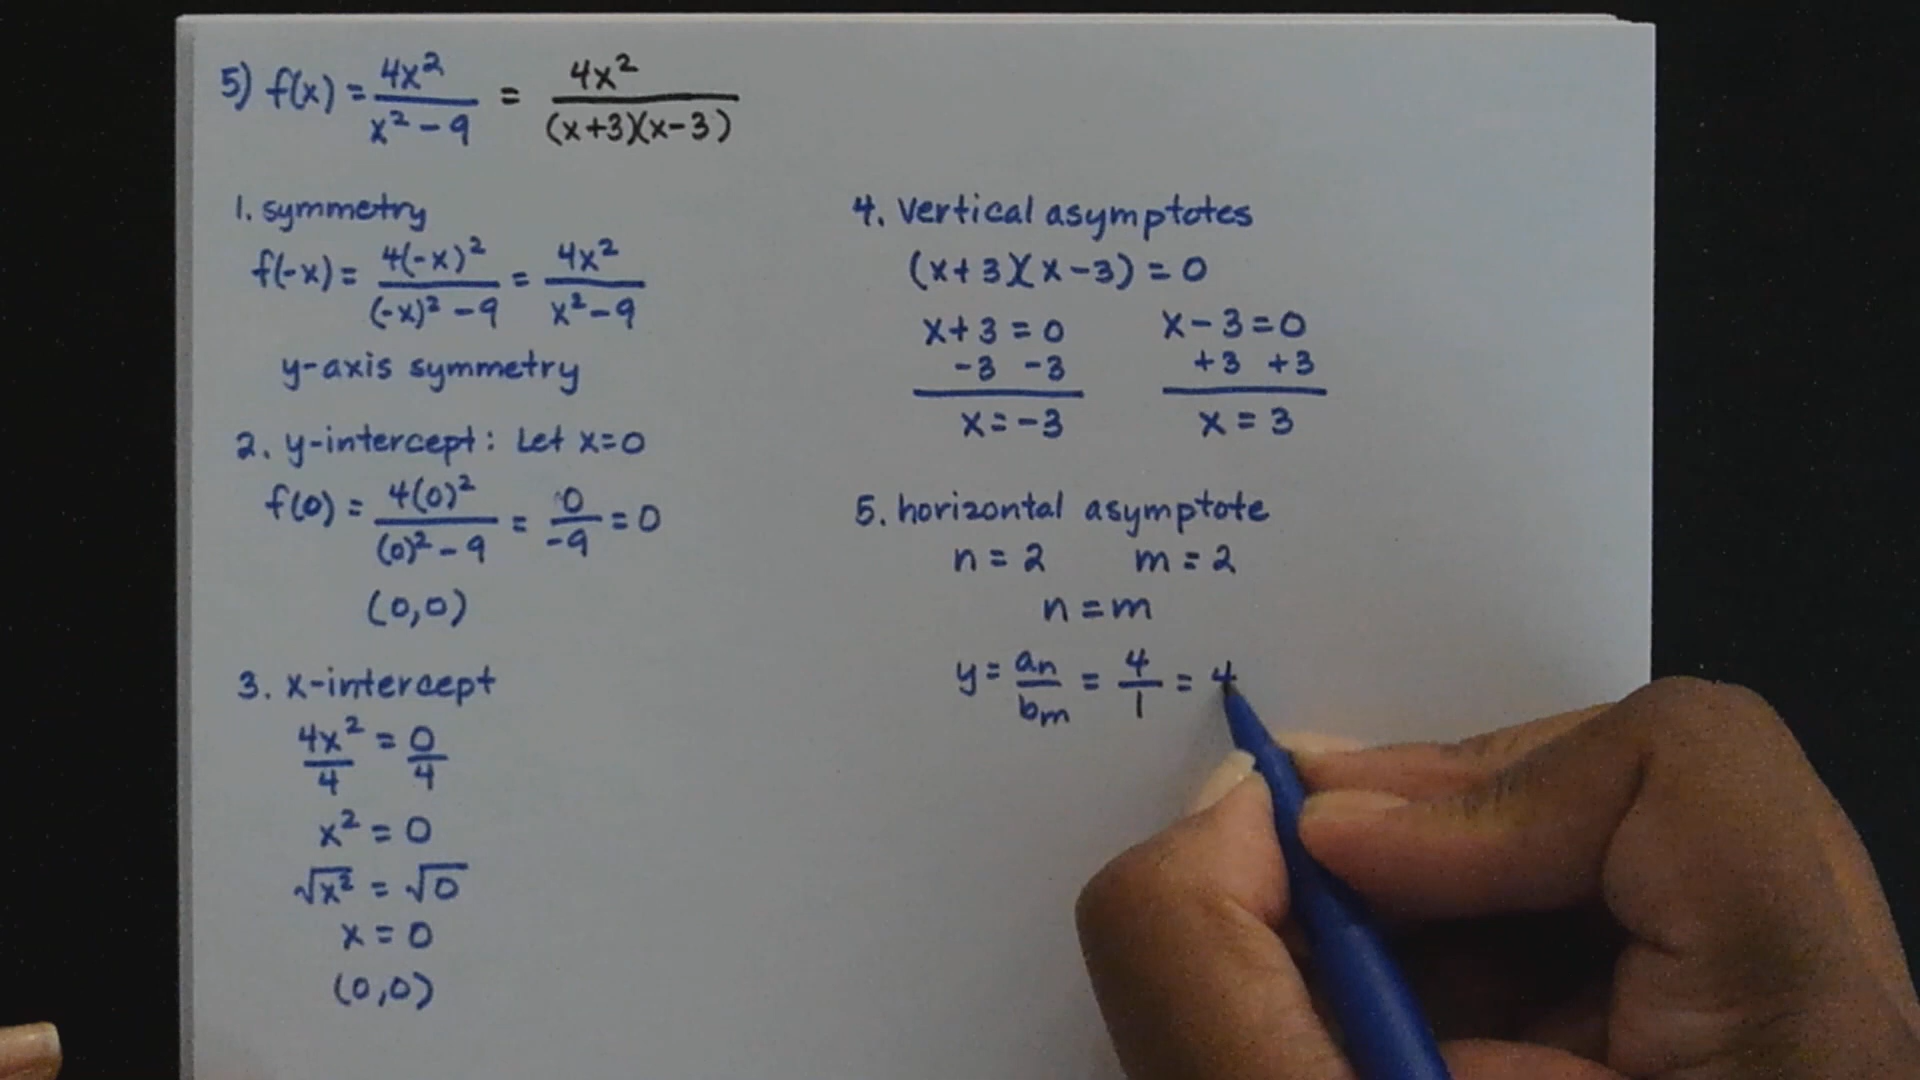 5) f(x) = 4x²/(x² - 9) = 4x²/((x+3)(x-3))
1. symmetry
f(-x) = 4(-x)²/((-x)² - 9) = 4x²/(x² - 9)
y-axis symmetry
2. y-intercept: Let x=0
f(0) = 4(0)²/((0)² - 9) = 0/-9 = 0
(0,0)
3. x-intercept
4x²/4 = 0/4
x² = 0
√x² = √0
x = 0
(0,0)
4. vertical asymptotes
(x+3)(x-3) = 0
x+3 = 0 x-3=0
-3 -3 +3 +3
x=-3 x=3
5. horizontal asymptote
n = 2 m = 2
n = m
y = aₙ/bₘ = 4/1 = 4